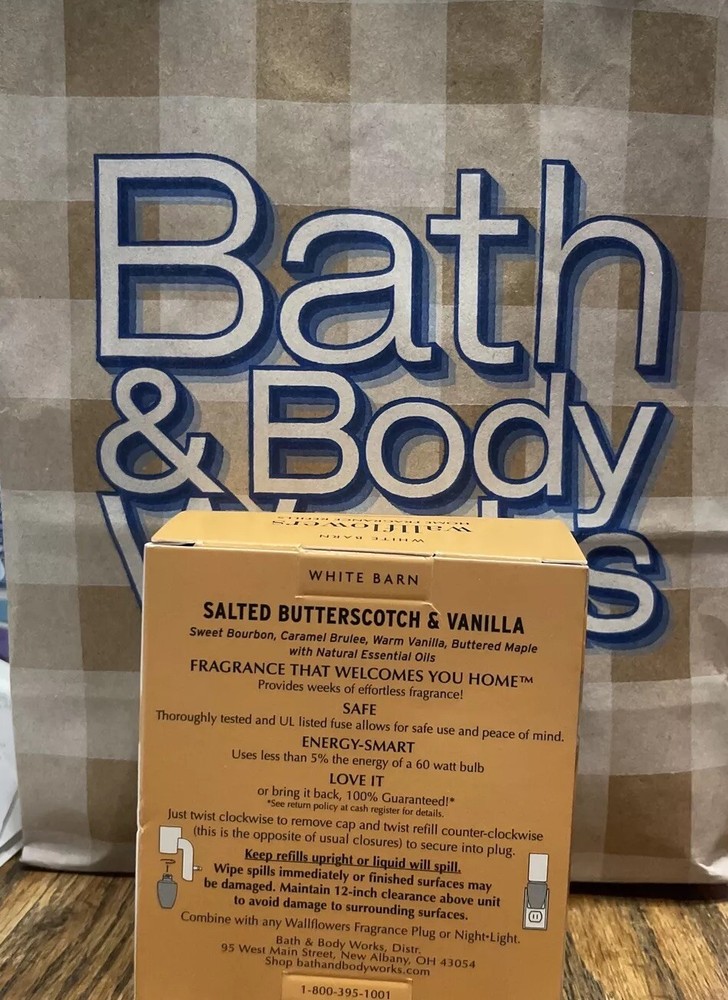 Bath
& Body
wallflowers
HOME FRAGRANCE REFILLS
WHITE BARN
WHITE BARN
SALTED BUTTERSCOTCH & VANILLA
Sweet Bourbon, Caramel Brulee, Warm Vanilla, Buttered Maple
with Natural Essential Oils
FRAGRANCE THAT WELCOMES YOU HOME™
Provides weeks of effortless fragrance!
SAFE
Thoroughly tested and UL listed fuse allows for safe use and peace of mind.
ENERGY-SMART
Uses less than 5% the energy of a 60 watt bulb
LOVE IT
or bring it back, 100% Guaranteed!*
*See return policy at cash register for details.
Just twist clockwise to remove cap and twist refill counter-clockwise
(this is the opposite of usual closures) to secure into plug.
Keep refills upright or liquid will spill.
Wipe spills immediately or finished surfaces may
be damaged. Maintain 12-inch clearance above unit
to avoid damage to surrounding surfaces.
Combine with any Wallflowers Fragrance Plug or Night•Light.
Bath & Body Works, Distr.
95 West Main Street, New Albany, OH 43054
Shop bathandbodyworks.com
1-800-395-1001